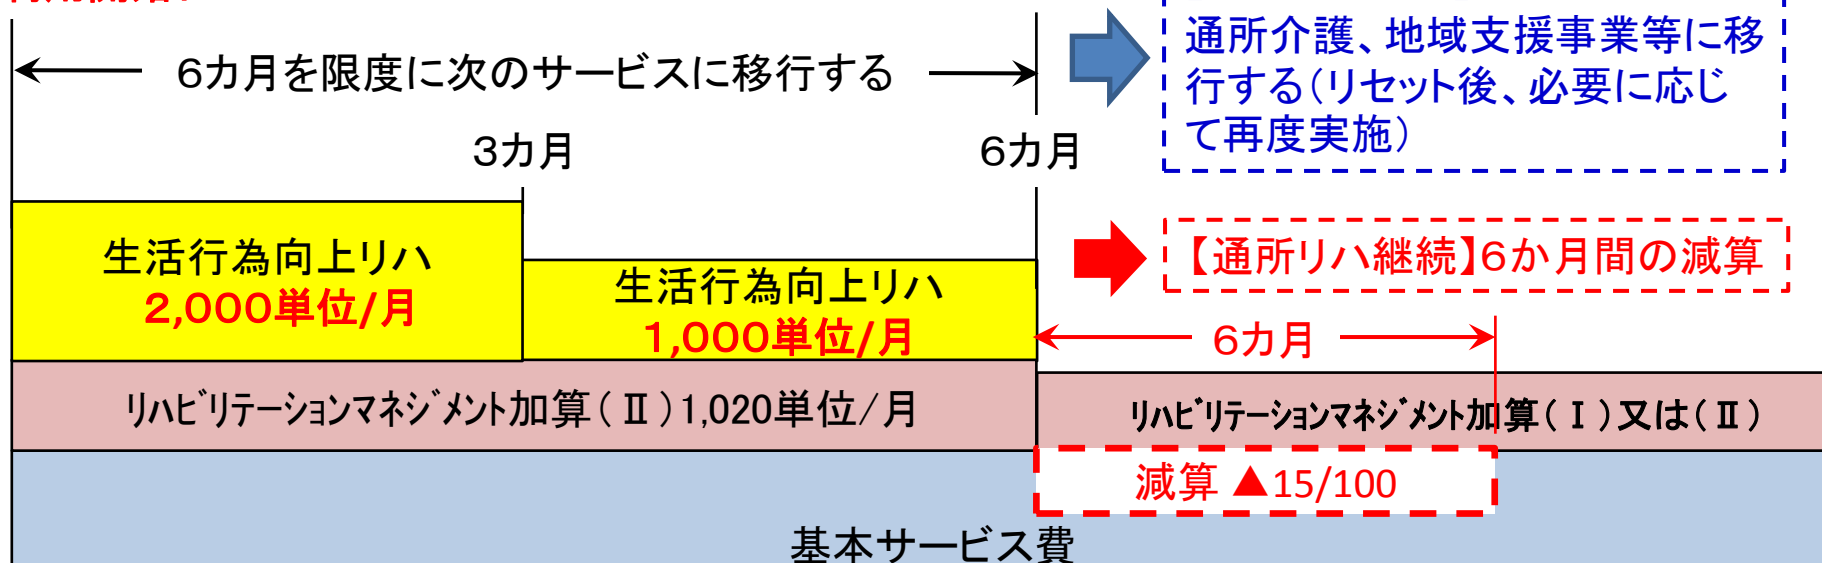 6カ月を限度に次のサービスに移行する
通所介護、地域支援事業等に移
行する（リセット後、必要に応じ
て再度実施）
3カ月
6カ月
生活行為向上リハ
2,000単位/月
生活行為向上リハ
1,000単位/月
【通所リハ継続】6か月間の減算
6カ月
ﾘﾊﾋﾞﾘﾃｰｼｮﾝﾏﾈｼﾞﾒﾝﾄ加算（Ⅱ）1,020単位/月
ﾘﾊﾋﾞﾘﾃｰｼｮﾝﾏﾈｼﾞﾒﾝﾄ加算（Ⅰ）又は（Ⅱ）
減算 ▲15/100
基本サービス費